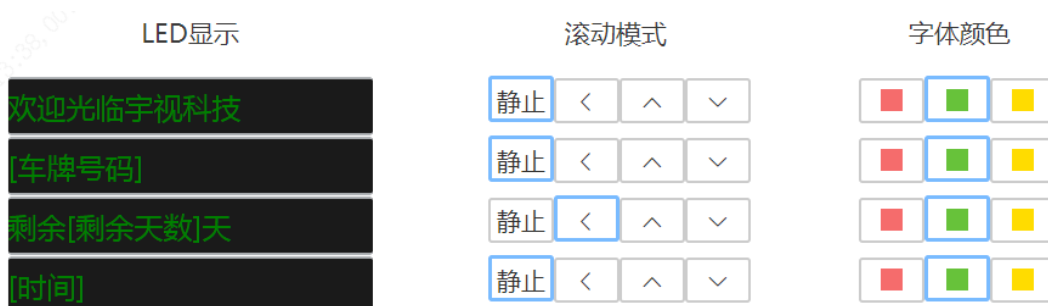 LED显示 滚动模式 字体颜色
欢迎光临宇视科技 静止
[车牌号码] 静止
剩余[剩余天数]天 静止
[时间] 静止